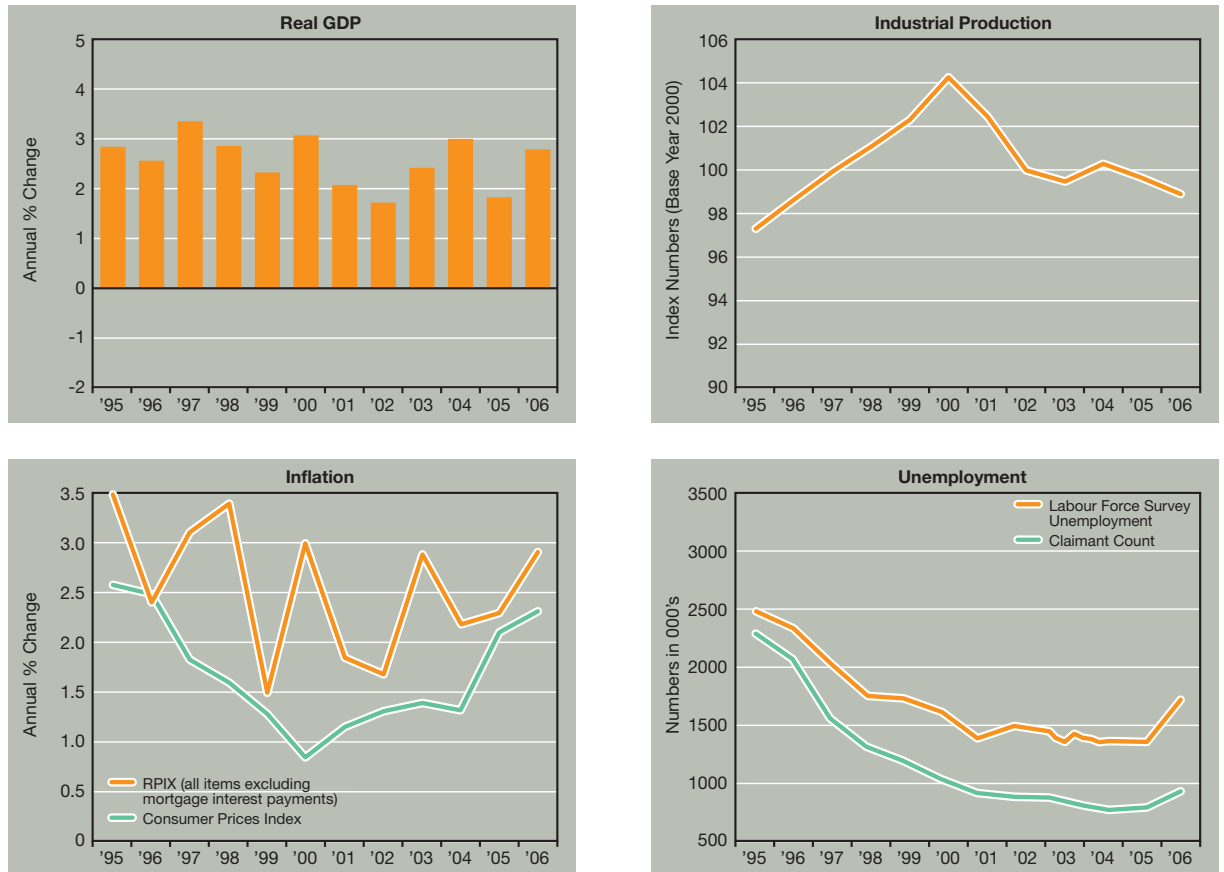 Real GDP
Annual % Change
5
4
3
2
1
0
-1
-2
’95 ’96 ’97 ’98 ’99 ’00 ’01 ’02 ’03 ’04 ’05 ’06
Industrial Production
Index Numbers (Base Year 2000)
106
104
102
100
98
96
94
92
90
’95 ’96 ’97 ’98 ’99 ’00 ’01 ’02 ’03 ’04 ’05 ’06
Inflation
Annual % Change
3.5
3.0
2.5
2.0
1.5
1.0
0.5
0
RPIX (all items excluding
mortgage interest payments)
Consumer Prices Index
’95 ’96 ’97 ’98 ’99 ’00 ’01 ’02 ’03 ’04 ’05 ’06
Unemployment
Numbers in 000’s
3500
3000
2500
2000
1500
1000
500
Labour Force Survey
Unemployment
Claimant Count
’95 ’96 ’97 ’98 ’99 ’00 ’01 ’02 ’03 ’04 ’05 ’06